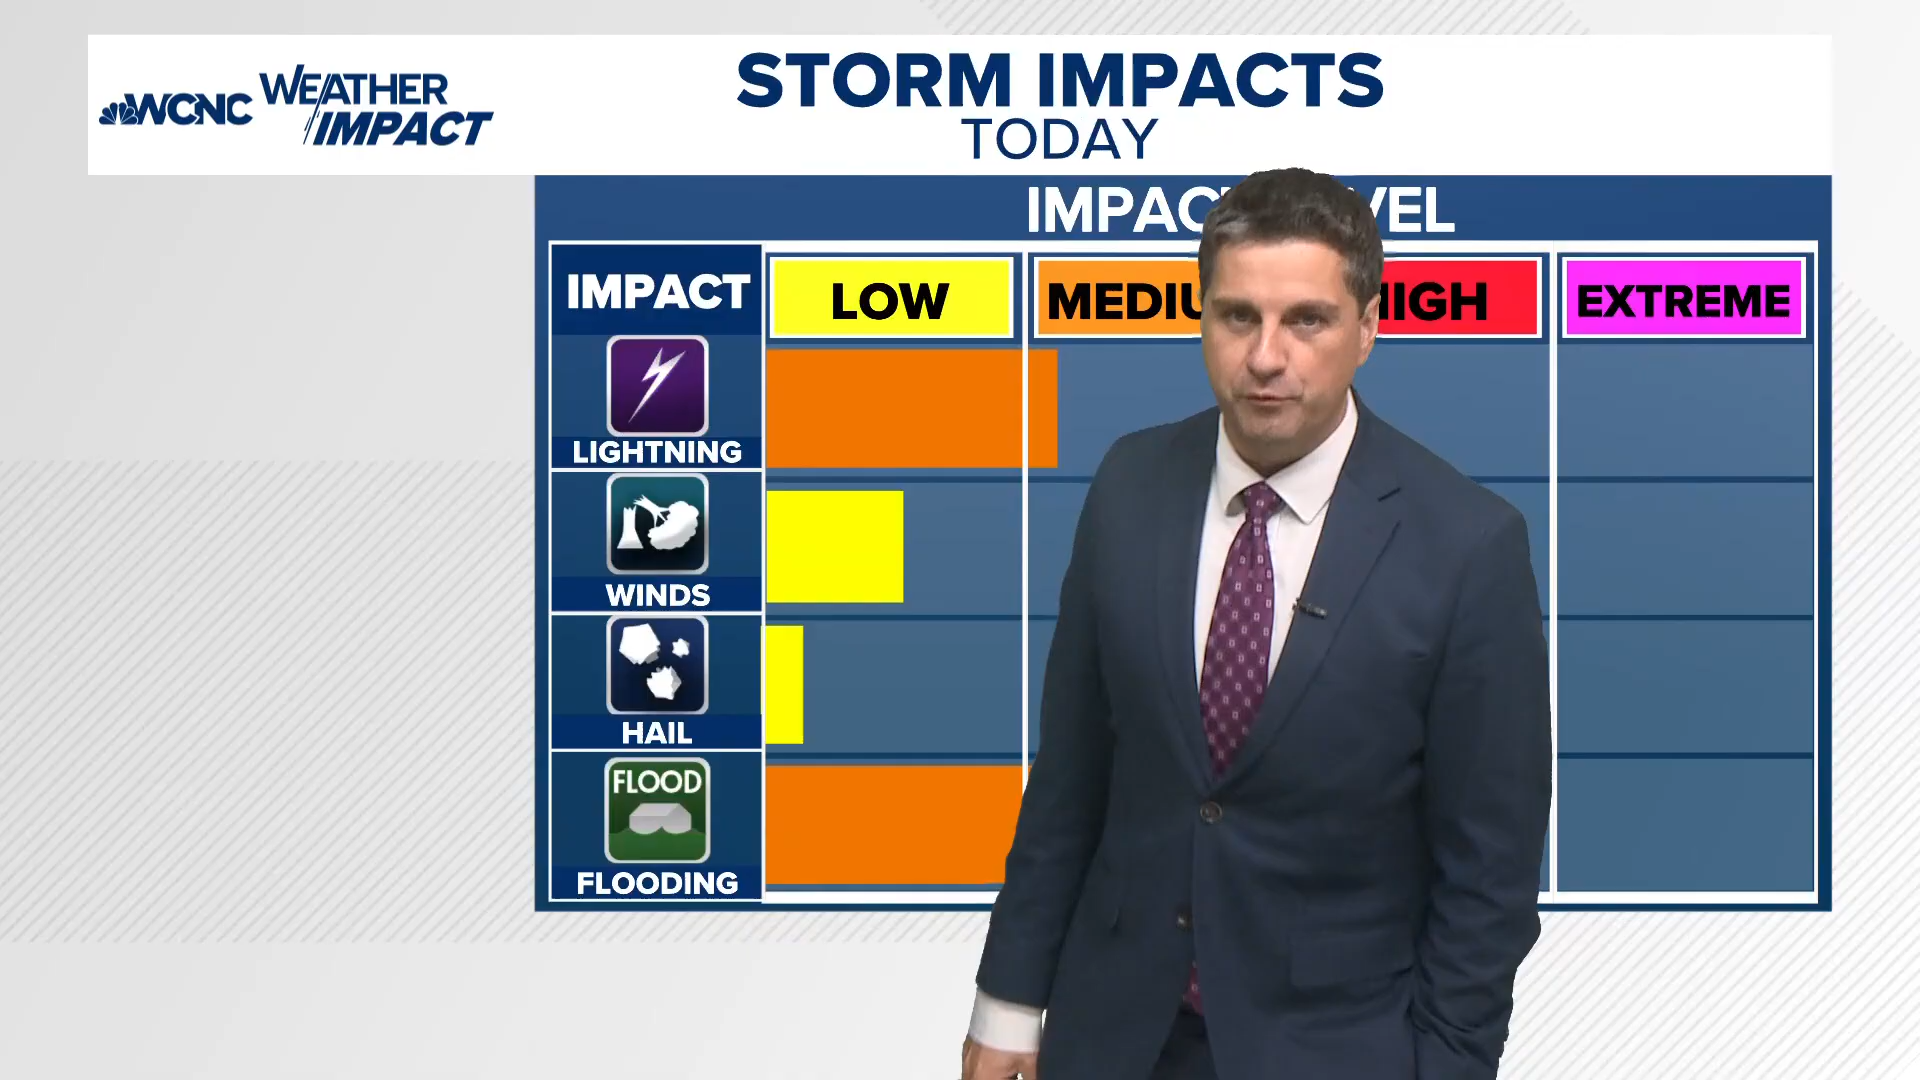 WCNC WEATHER
IMPACT
STORM IMPACTS
TODAY
IMPACT
LOW
EXTREME
LIGHTNING
WINDS
HAIL
FLOOD
FLOODING